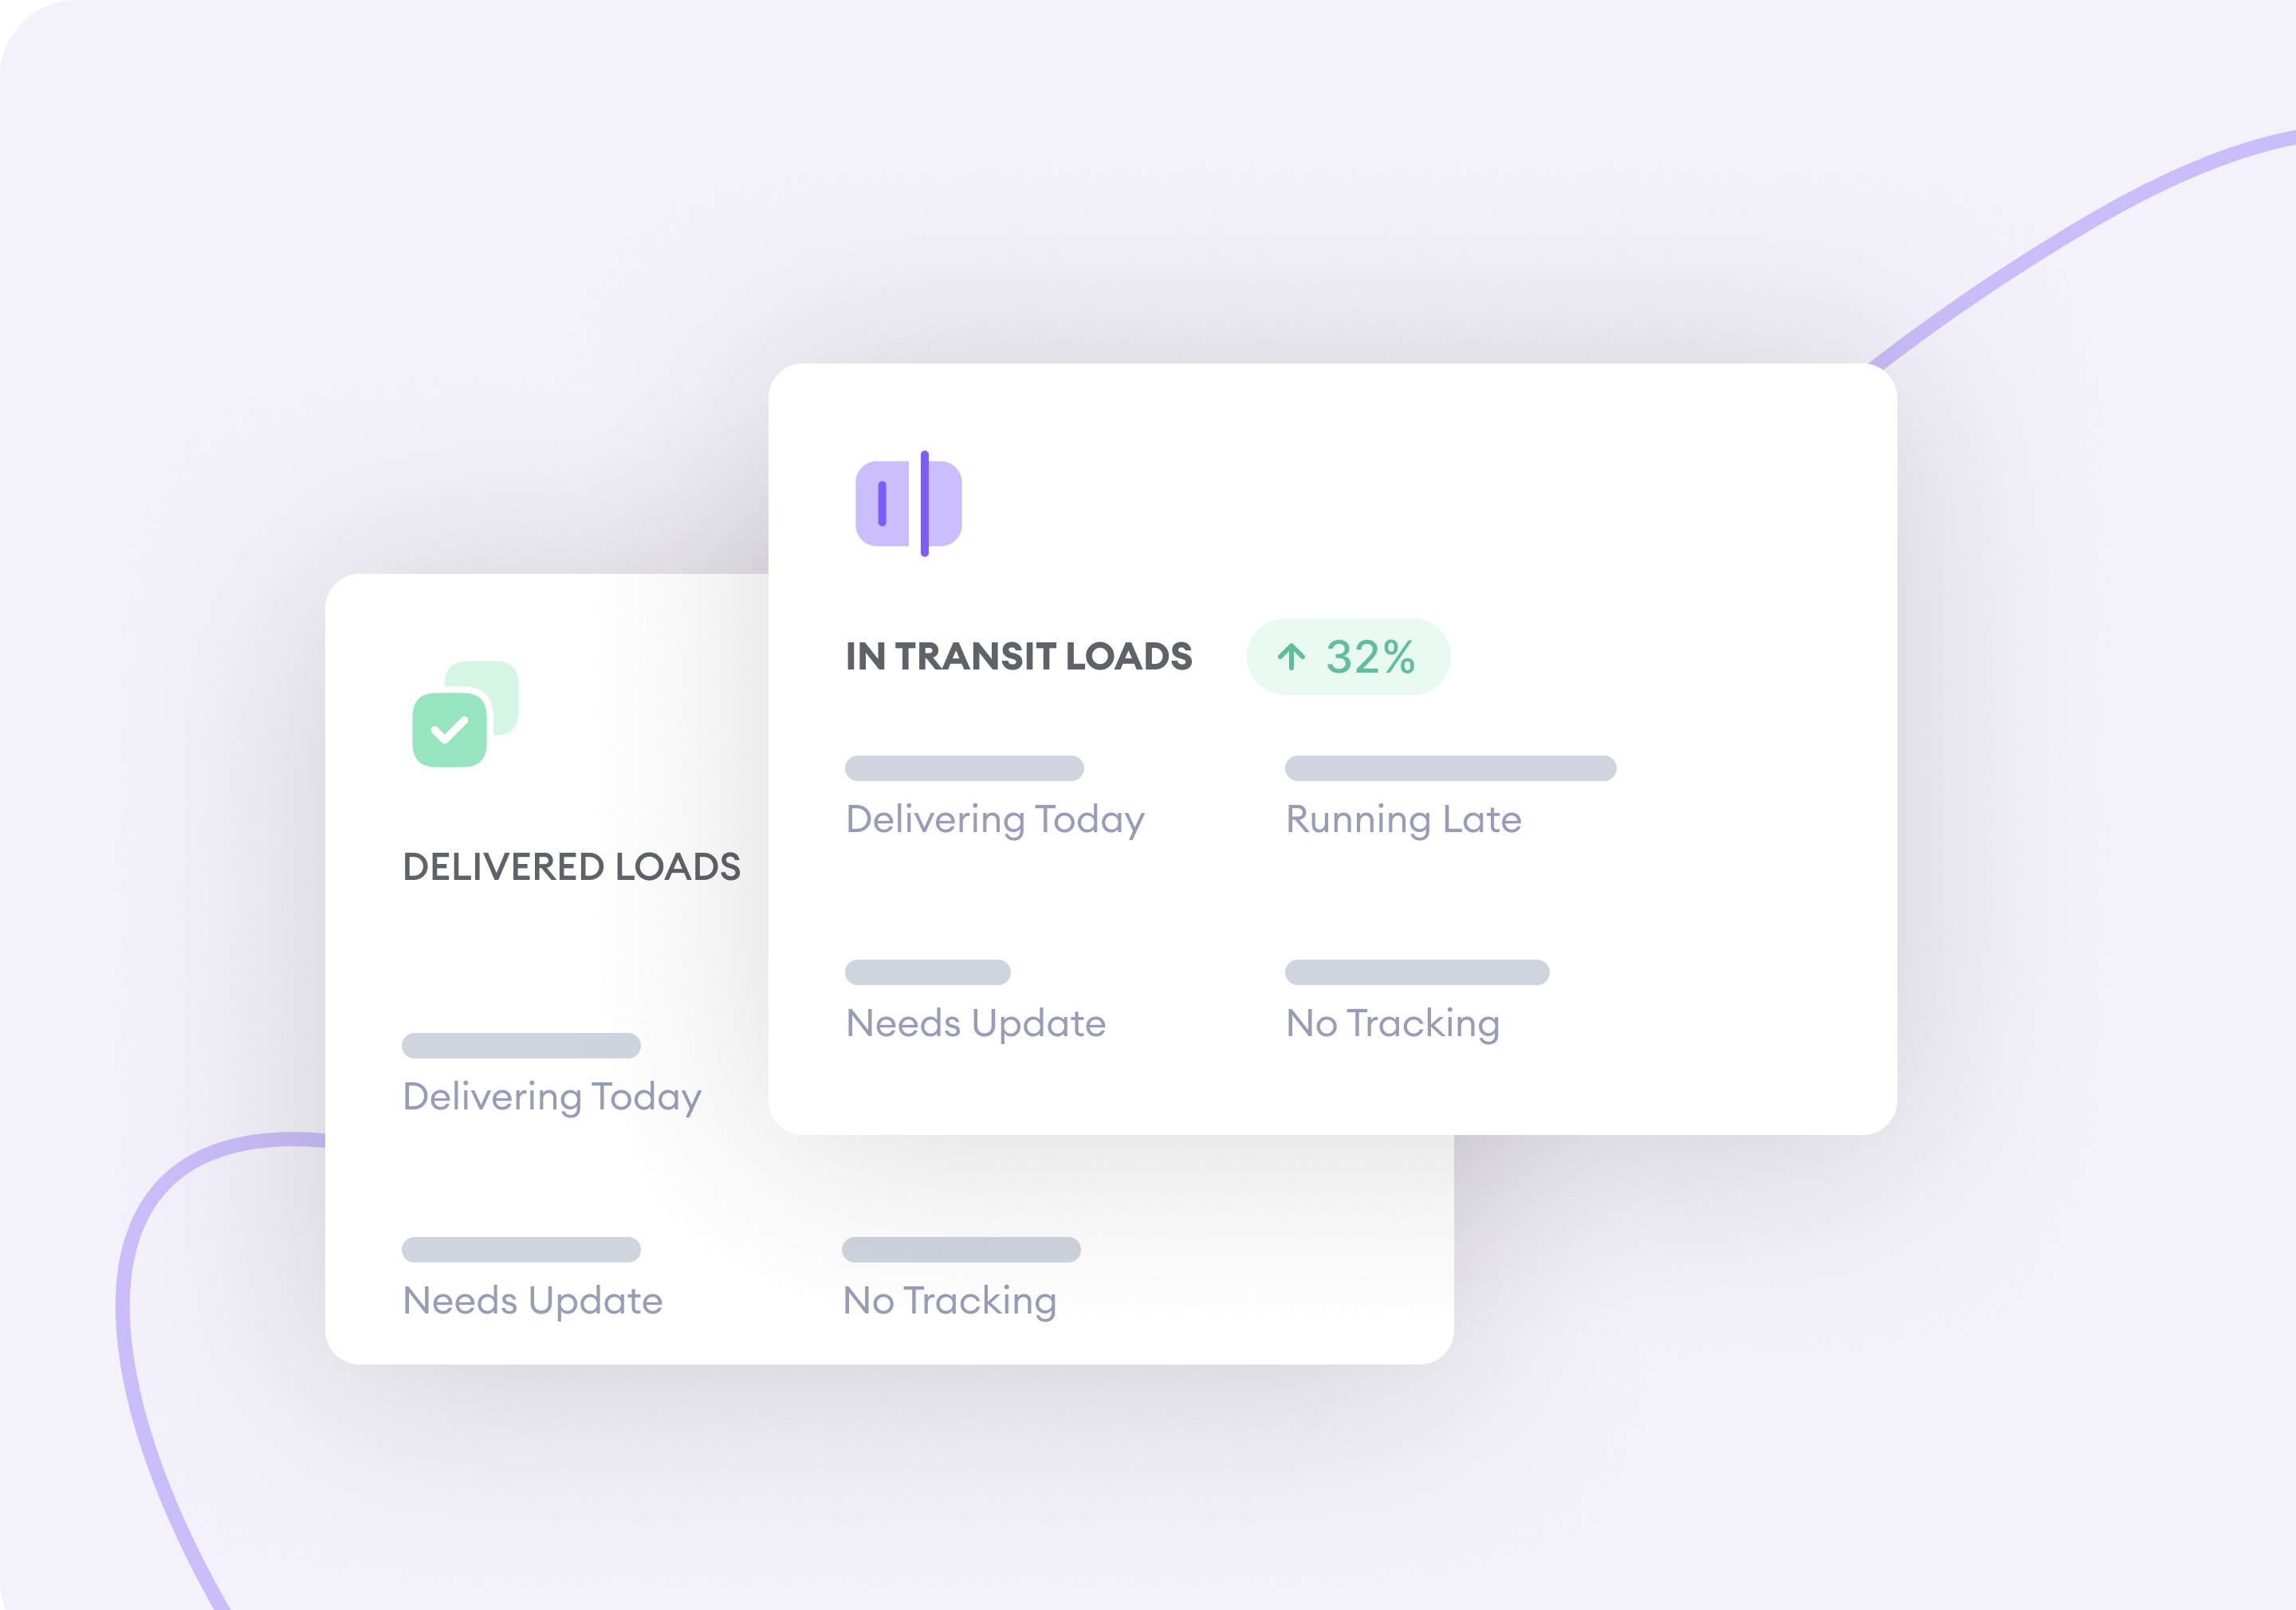 IN TRANSIT LOADS
32%
Delivering Today
Running Late
Needs Update
No Tracking
DELIVERED LOADS
Delivering Today
Needs Update
No Tracking